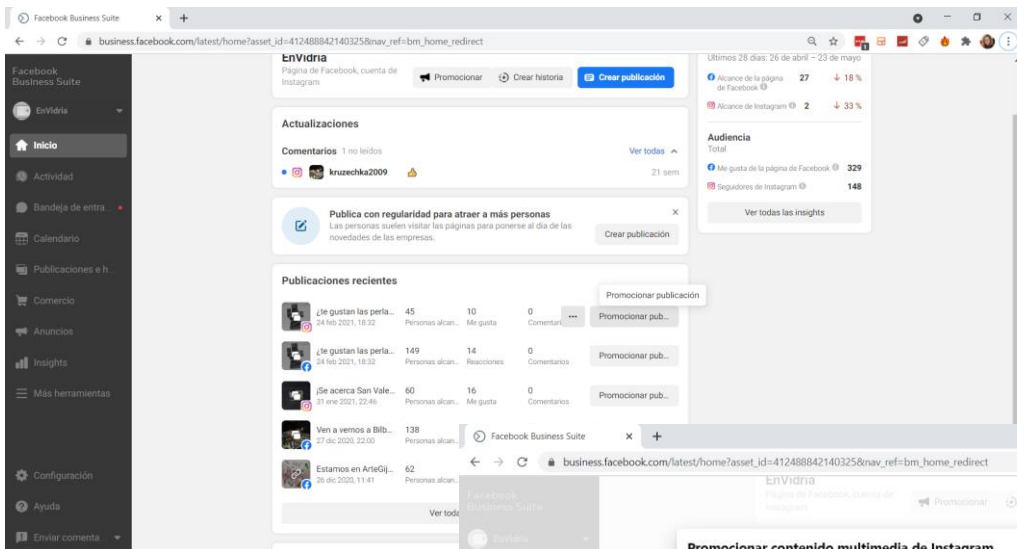 Facebook Business Suite
business.facebook.com/latest/home?asset_id=412488842140325&nav_ref=bm_home_redirect
Facebook
Business Suite
EnVidria
Inicio
Actividad
Bandeja de entra...
Calendario
Publicaciones e h...
Comercio
Anuncios
Insights
Más herramientas
Configuración
Ayuda
Enviar comenta...
EnVidria
Página de Facebook, cuenta de
Instagram
Promocionar
Crear historia
Crear publicación
Actualizaciones
Comentarios 1 no leídos
Ver todas
kruzechka2009
21 sem
Publica con regularidad para atraer a más personas
Las personas suelen visitar las páginas para ponerse al día de las
novedades de las empresas.
Crear publicación
Publicaciones recientes
Promocionar publicación
¿te gustan las perla... 45 10 0 ... Promocionar pub...
24 feb 2021, 18:32 Personas alcan... Me gusta Comentari
¿te gustan las perla... 149 14 0 Promocionar pub...
24 feb 2021, 18:32 Personas alcan... Reacciones Comentarios
¡Se acerca San Vale... 60 16 0 Promocionar pub...
31 ene 2021, 22:46 Personas alcan... Me gusta Comentarios
Ven a vernos a Bilb... 138
27 dic 2020, 22:00 Personas alcan
Estamos en ArteGij... 62
26 dic 2020, 11:41 Personas alcan
Ver toda
Últimos 28 días: 26 de abril – 23 de mayo
Alcance de la página 27 ↓ 18 %
de Facebook
Alcance de Instagram 2 ↓ 33 %
Audiencia
Total
Me gusta de la página de Facebook 329
Seguidores de Instagram 148
Ver todas las insights
Facebook Business Suite
business.facebook.com/latest/home?asset_id=412488842140325&nav_ref=bm_home_redirect
Facebook
Business Suite
EnVidria
EnVidria
Página de Facebook, cuenta de
Instagram
Promocionar
Promocionar contenido multimedia de Instagram